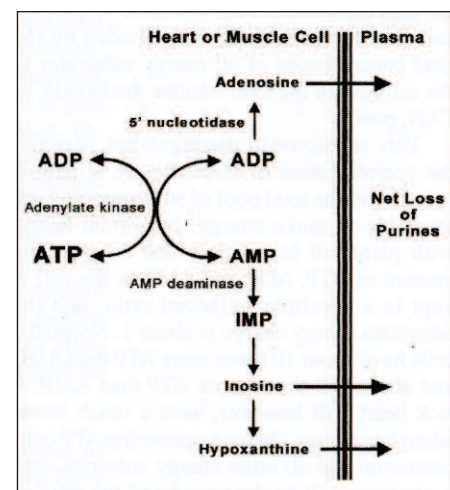 Heart or Muscle Cell
Plasma
Adenosine
5' nucleotidase
ADP
ADP
Adenylate kinase
Net Loss
of
Purines
ATP
AMP
AMP deaminase
IMP
Inosine
Hypoxanthine